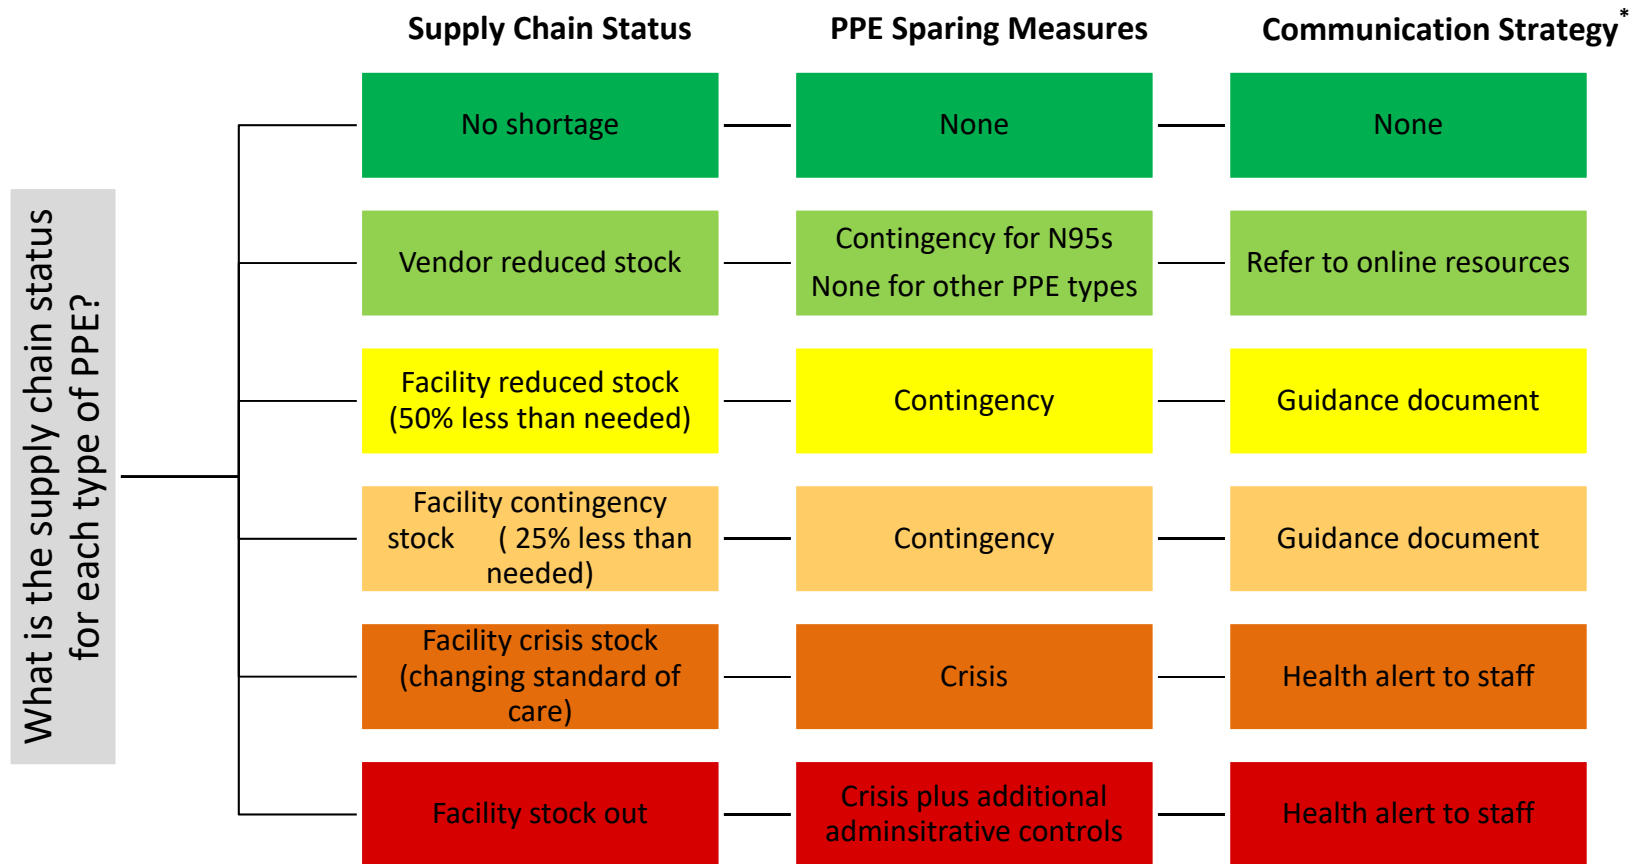 Supply Chain Status
PPE Sparing Measures
Communication Strategy*
What is the supply chain status
for each type of PPE?
No shortage
None
None
Vendor reduced stock
Contingency for N95s
None for other PPE types
Refer to online resources
Facility reduced stock
(50% less than needed)
Contingency
Guidance document
Facility contingency
stock ( 25% less than
needed)
Contingency
Guidance document
Facility crisis stock
(changing standard of
care)
Crisis
Health alert to staff
Facility stock out
Crisis plus additional
adminsitrative controls
Health alert to staff